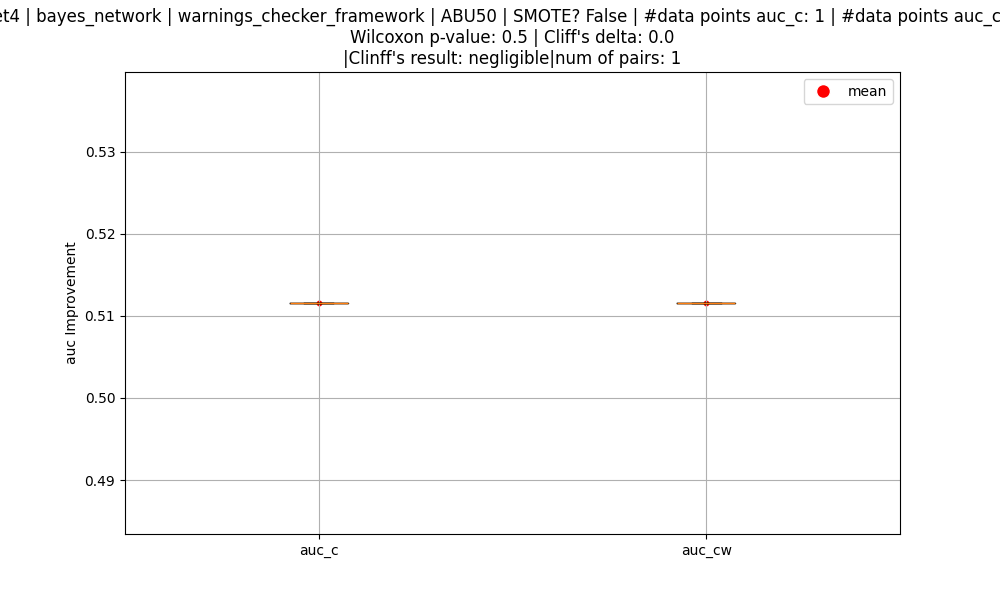 | bayes_network | warnings_checker_framework | ABU50 | SMOTE? False | #data points auc_c: 1 | #data points
Wilcoxon p-value: 0.5 | Cliff's delta: 0.0
|Clinff's result: negligible|num of pairs: 1
mean
0.53
0.52
0.51
0.50
0.49
auc Improvement
auc_c
auc_cw